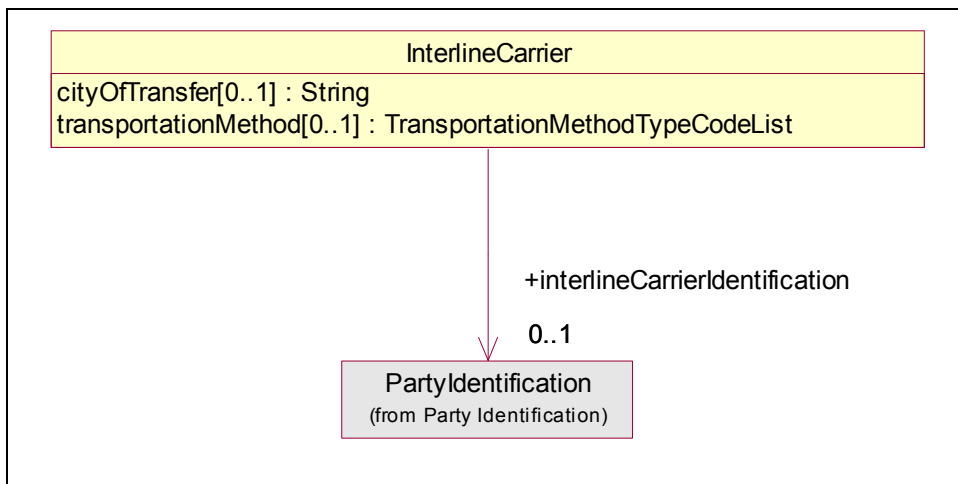 InterlineCarrier
cityOfTransfer[0..1] : String
transportationMethod[0..1] : TransportationMethodTypeCodeList
+interlineCarrierIdentification
0..1
PartyIdentification
(from Party Identification)